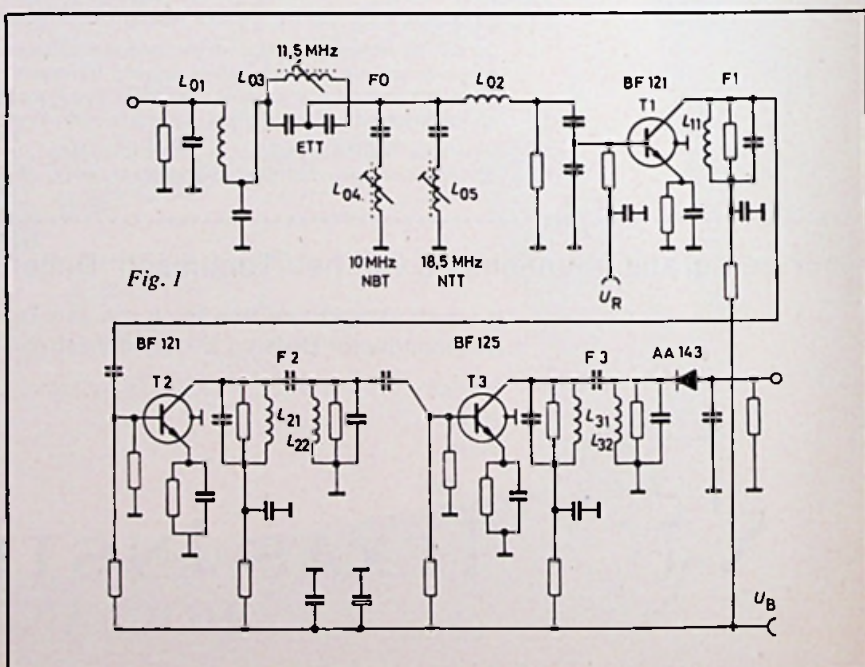 11,5 MHz
L01
L03
F0
L02
BF 121
T1
F1
L11
ETT
L04
L05
10 MHz
NBT
18,5 MHz
NTT
Fig. 1
UR
BF 121
T2
F2
L21
L22
BF 125
T3
F3
L31
L32
AA 143
UB